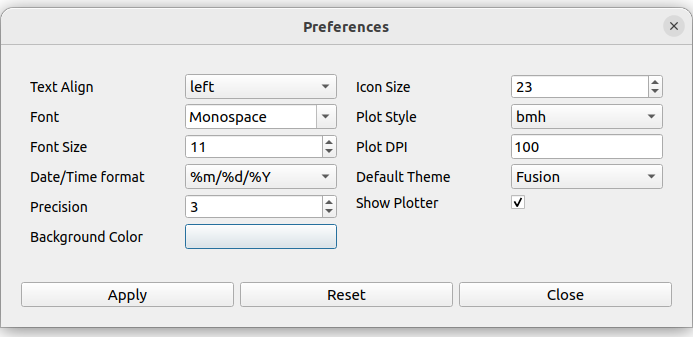 Preferences
Text Align left
Font Monospace
Font Size 11
Date/Time format %m/%d/%Y
Precision 3
Background Color
Icon Size 23
Plot Style bmh
Plot DPI 100
Default Theme Fusion
Show Plotter
Apply Reset Close